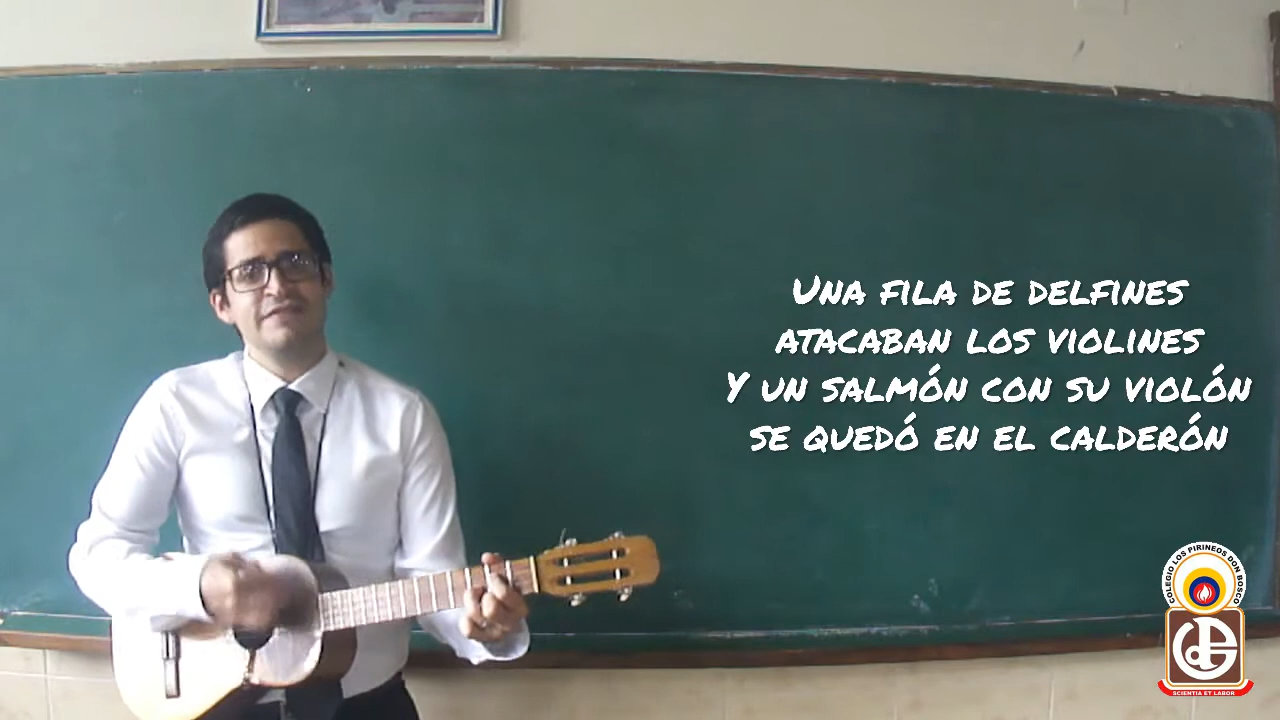 Una fila de delfines
atacaban los violines
Y un salmón con su violón
se quedó en el calderón
COLEGIO LOS PIRINEOS DON BOSCO
SCIENTIA ET LABOR